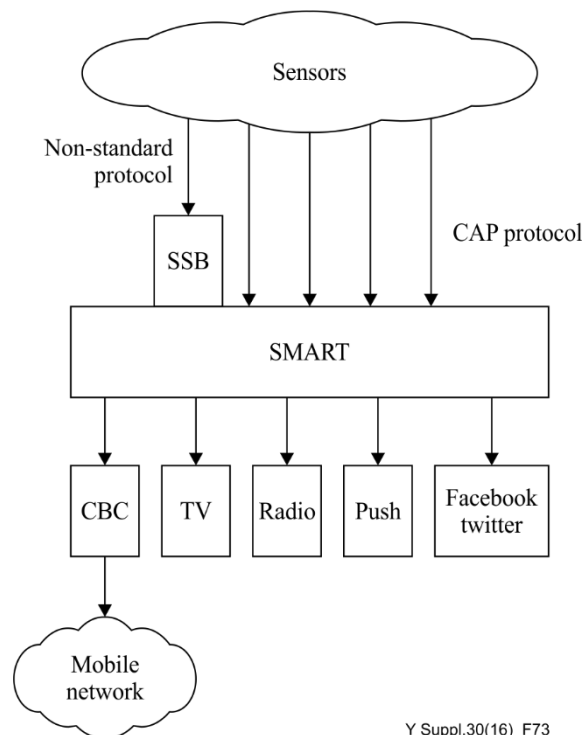 Sensors
Non-standard
protocol
CAP protocol
SSB
SMART
CBC
TV
Radio
Push
Facebook
twitter
Mobile
network
Y Suppl.30(16)_F73